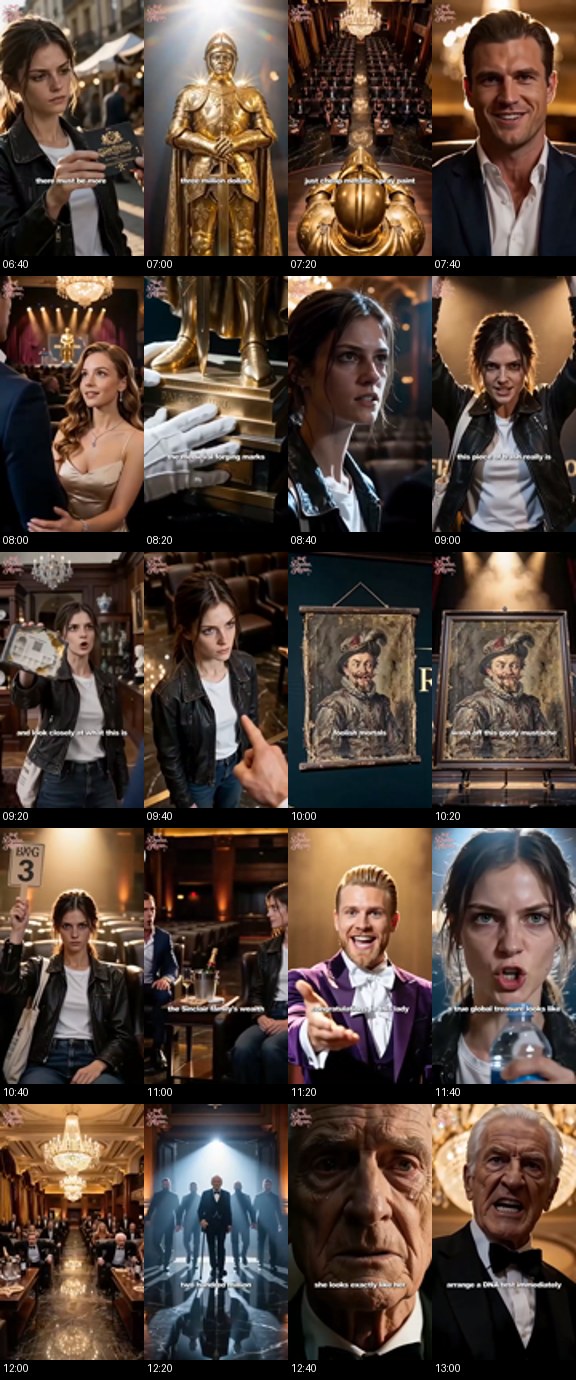 there must be more
three million dollars
just cheap metallic spray paint
06:40
07:00
07:20
07:40
the medieval forging marks
this piece of trash really is
08:00
08:20
08:40
09:00
and look closely at what this is
foolish mortals
wash off this goofy mustache
09:20
09:40
10:00
10:20
3
the Sinclair family's wealth
lady
a true global treasure looks like
10:40
11:00
11:20
11:40
two hundred million
she looks exactly like her
arrange a DNA test immediately
12:00
12:20
12:40
13:00